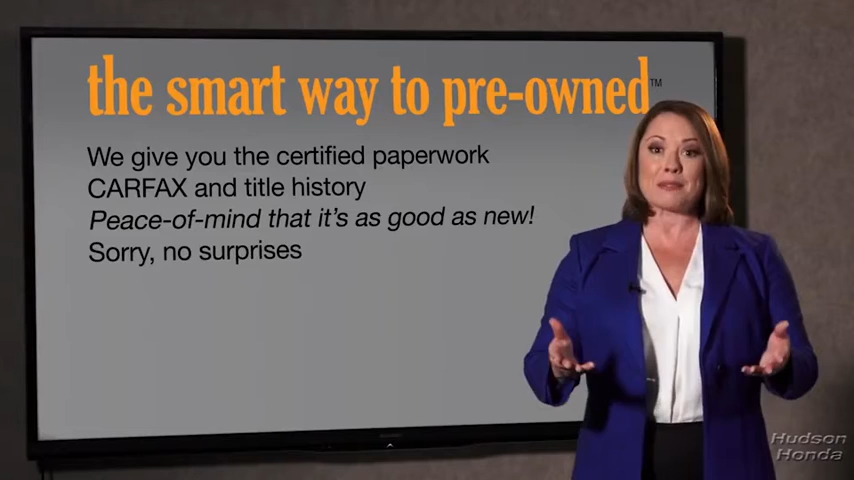 the smart way to pre-owned™
We give you the certified paperwork
CARFAX and title history
Peace-of-mind that it's as good as new!
Sorry, no surprises
Hudson
Honda